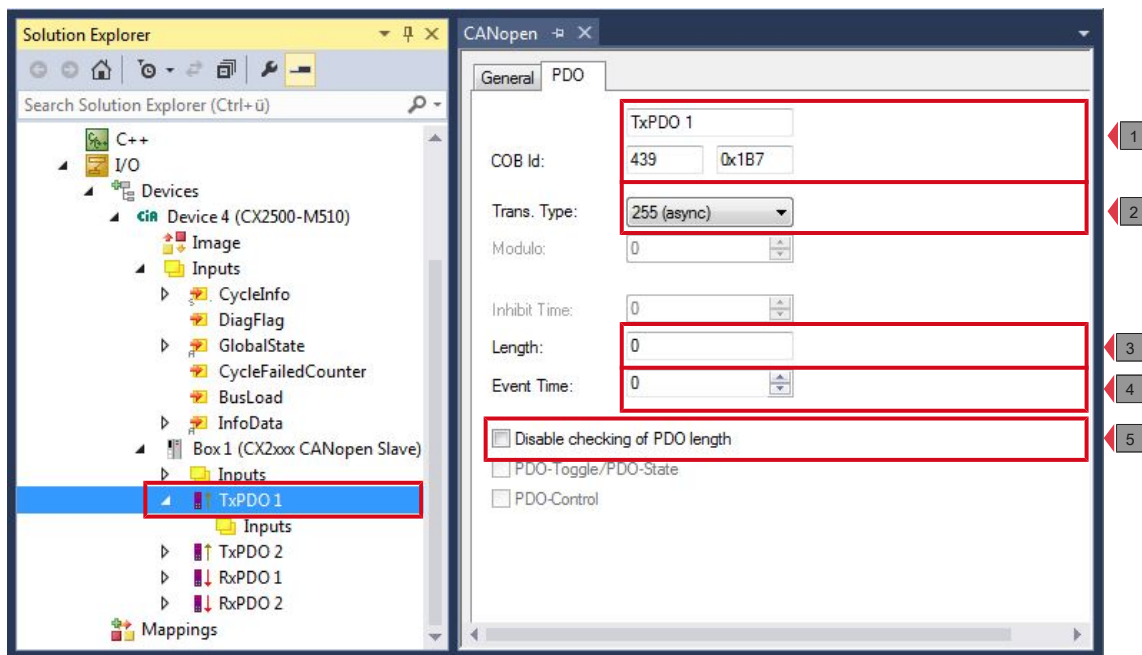 Solution Explorer
Search Solution Explorer (Ctrl+ü)
C++
I/O
Devices
CiA Device 4 (CX2500-M510)
Image
Inputs
CycleInfo
DiagFlag
GlobalState
CycleFailedCounter
BusLoad
InfoData
Box 1 (CX2xxx CANopen Slave)
Inputs
TxPDO 1
Inputs
TxPDO 2
RxPDO 1
RxPDO 2
Mappings
CANopen
General PDO
TxPDO 1
1
COB Id: 439 0x1B7
Trans. Type: 255 (async)
2
Modulo: 0
Inhibit Time: 0
Length: 0
3
Event Time: 0
4
Disable checking of PDO length
5
PDO-Toggle/PDO-State
PDO-Control